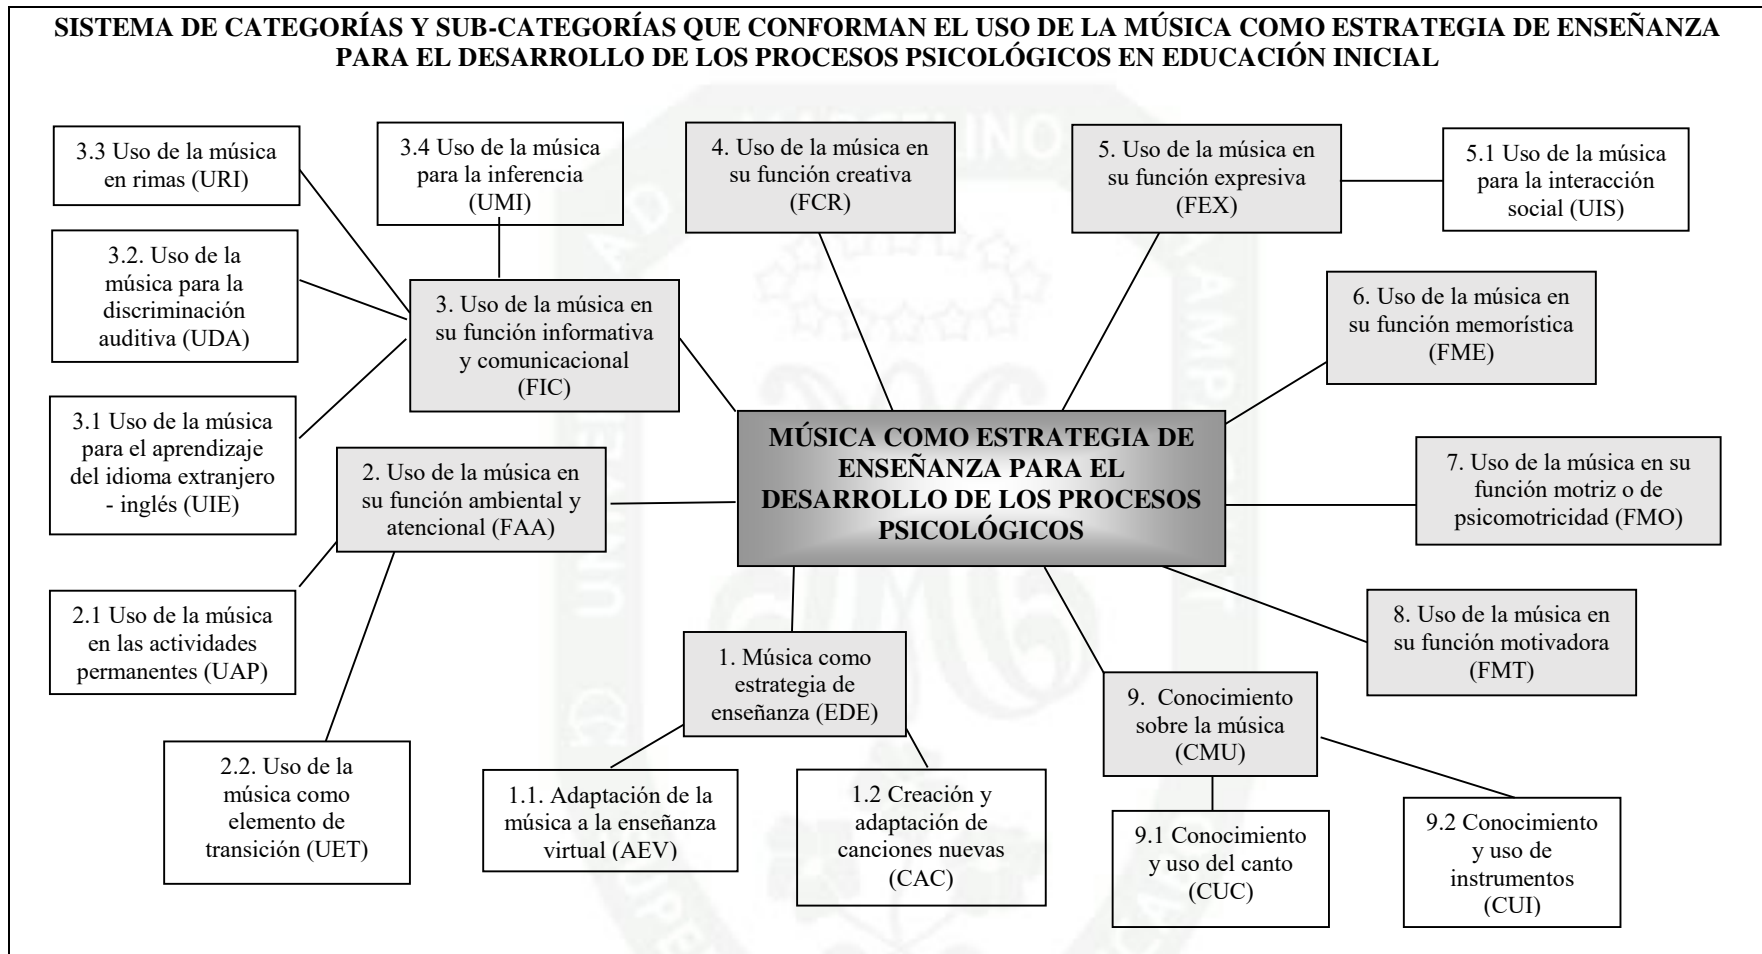 SISTEMA DE CATEGORÍAS Y SUB-CATEGORÍAS QUE CONFORMAN EL USO DE LA MÚSICA COMO ESTRATEGIA DE ENSEÑANZA
PARA EL DESARROLLO DE LOS PROCESOS PSICOLÓGICOS EN EDUCACIÓN INICIAL
3.3 Uso de la música
en rimas (URI)
3.4 Uso de la música
para la inferencia
(UMI)
4. Uso de la música en
su función creativa
(FCR)
5. Uso de la música en
su función expresiva
(FEX)
5.1 Uso de la música
para la interacción
social (UIS)
3.2. Uso de la
música para la
discriminación
auditiva (UDA)
3. Uso de la música en
su función informativa
y comunicacional
(FIC)
6. Uso de la música en
su función memorística
(FME)
3.1 Uso de la música
para el aprendizaje
del idioma extranjero
- inglés (UIE)
2. Uso de la música en
su función ambiental y
atencional (FAA)
MÚSICA COMO ESTRATEGIA DE
ENSEÑANZA PARA EL
DESARROLLO DE LOS PROCESOS
PSICOLÓGICOS
7. Uso de la música en su
función motriz o de
psicomotricidad (FMO)
2.1 Uso de la música
en las actividades
permanentes (UAP)
8. Uso de la música en
su función motivadora
(FMT)
1. Música como
estrategia de
enseñanza (EDE)
9. Conocimiento
sobre la música
(CMU)
2.2. Uso de la
música como
elemento de
transición (UET)
1.1. Adaptación de la
música a la enseñanza
virtual (AEV)
1.2 Creación y
adaptación de
canciones nuevas
(CAC)
9.1 Conocimiento
y uso del canto
(CUC)
9.2 Conocimiento
y uso de
instrumentos
(CUI)